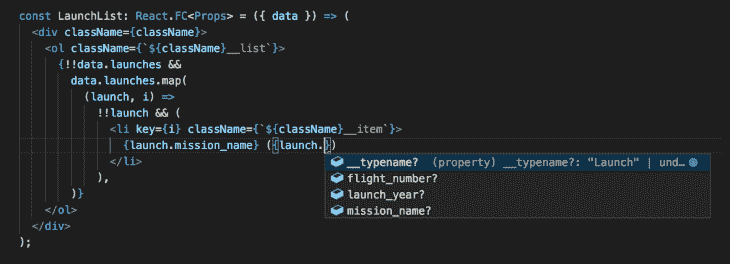 const LaunchList: React.FC<Props> = ({ data }) => (
<div className={className}>
<ol className={`${className}__list`}>
{!!data.launches &&
data.launches.map(
(launch, i) =>
!!launch && (
<li key={i} className={`${className}__item`}>
{launch.mission_name} ({launch.})
</li>
__typename? (property) __typename?: "Launch" | und…
),
flight_number?
)}
launch_year?
</ol>
mission_name?
</div>
);